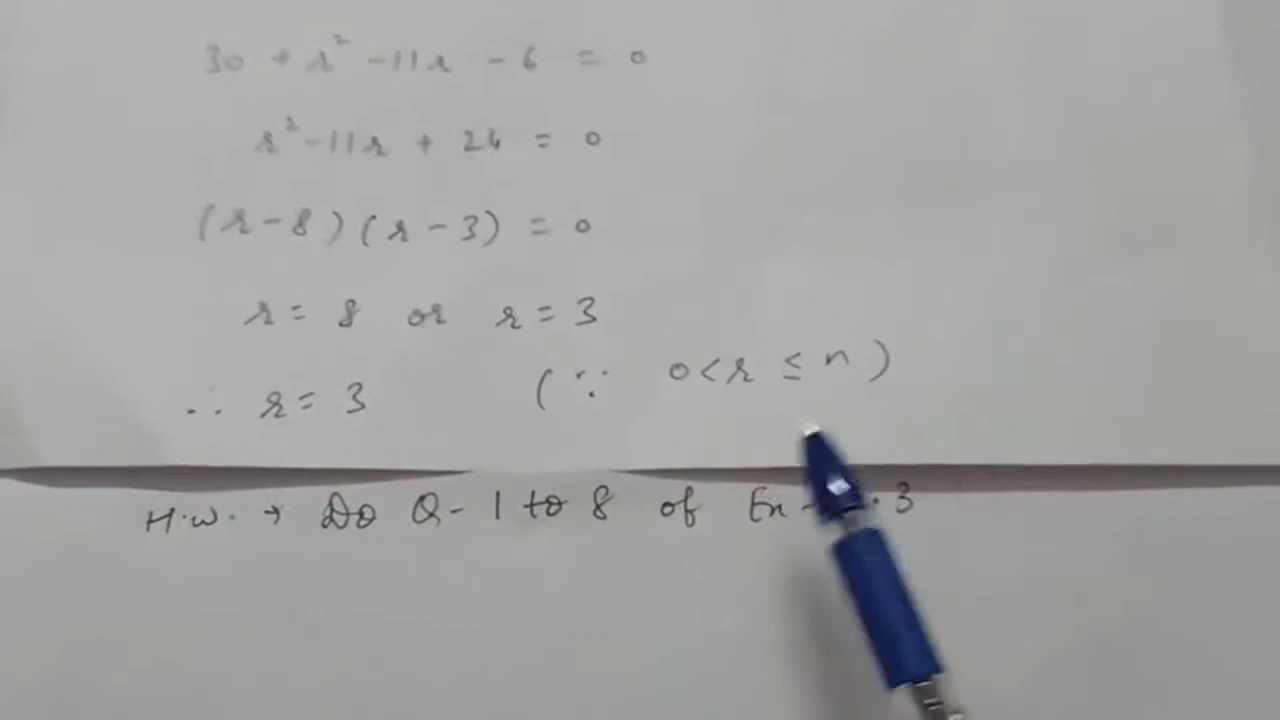 30 + r² - 11r - 6 = 0
r² - 11r + 24 = 0
(r - 8) (r - 3) = 0
r = 8 or r = 3
∴ r = 3 (∵ 0 < r ≤ n)
H.W. → Do Q - 1 to 8 of Ex - .3